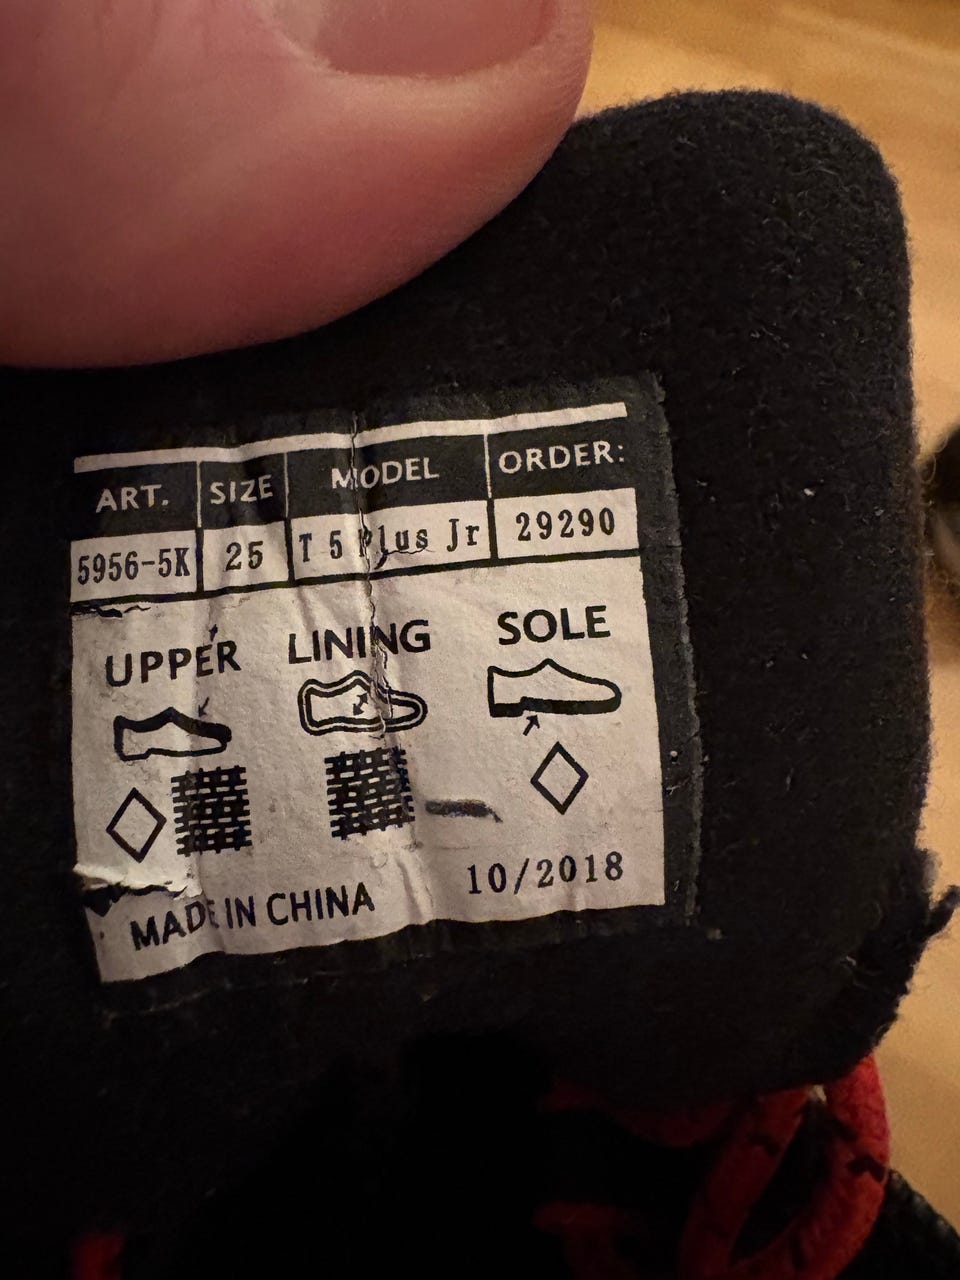 ART. SIZE MODEL ORDER:
5956-5K 25 T 5 Plus Jr 29290
UPPER LINING SOLE
MADE IN CHINA 10/2018